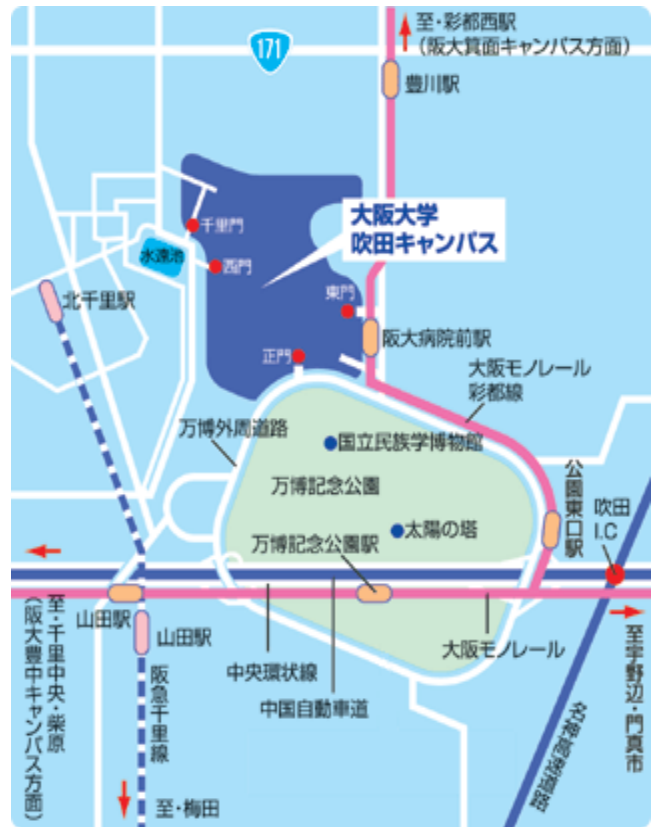 至・彩都西駅
(阪大箕面キャンパス方面)
171
豊川駅
大阪大学
吹田キャンパス
千里門
水遠池
西門
北千里駅
東門
阪大病院前駅
正門
大阪モノレール
彩都線
万博外周道路
国立民族学博物館
公園東口駅
万博記念公園
吹田
I.C
太陽の塔
万博記念公園駅
山田駅
山田駅
大阪モノレール
中央環状線
中国自動車道
阪急千里線
至・千里中央・柴原
(阪大豊中キャンパス方面)
至宇野辺・門真市
名神高速道路
至・梅田